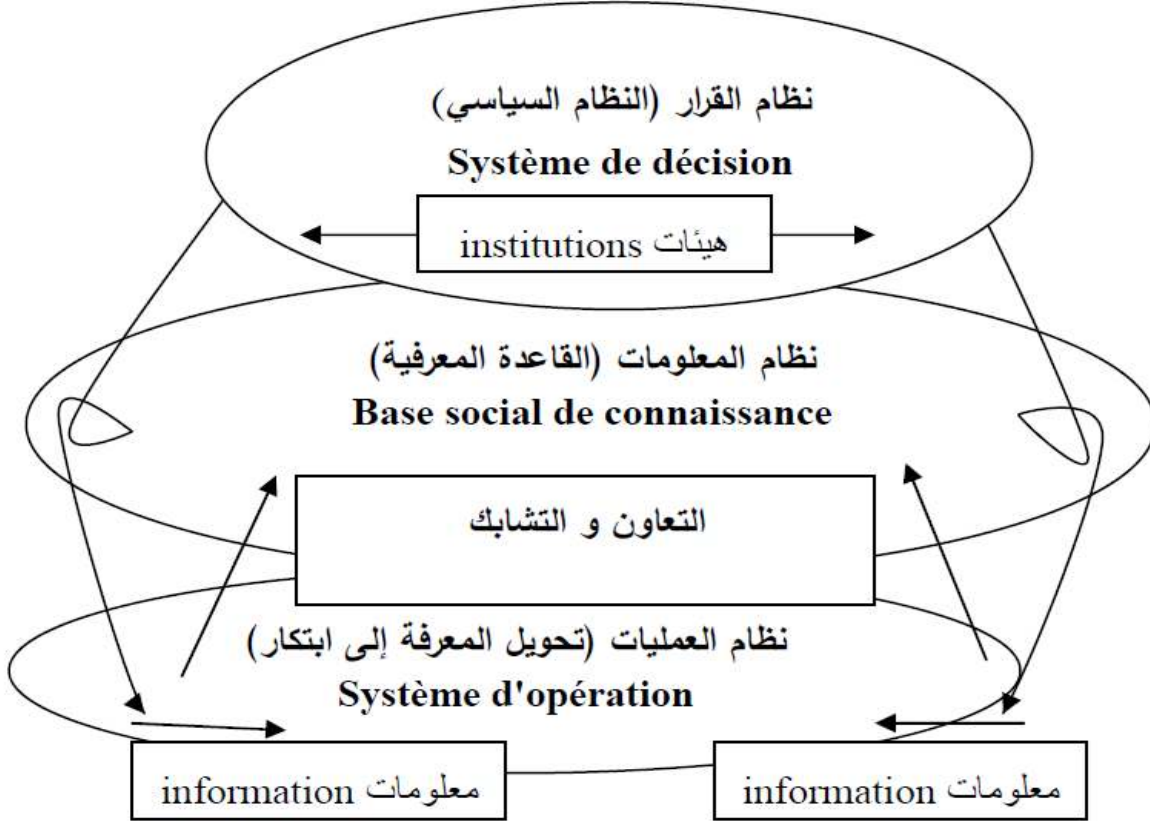 نظام القرار (النظام السياسي)
Système de décision
هيئات institutions
نظام المعلومات (القاعدة المعرفية)
Base social de connaissance
التعاون و التشابك
نظام العمليات (تحويل المعرفة إلى ابتكار)
Système d'opération
معلومات information
معلومات information